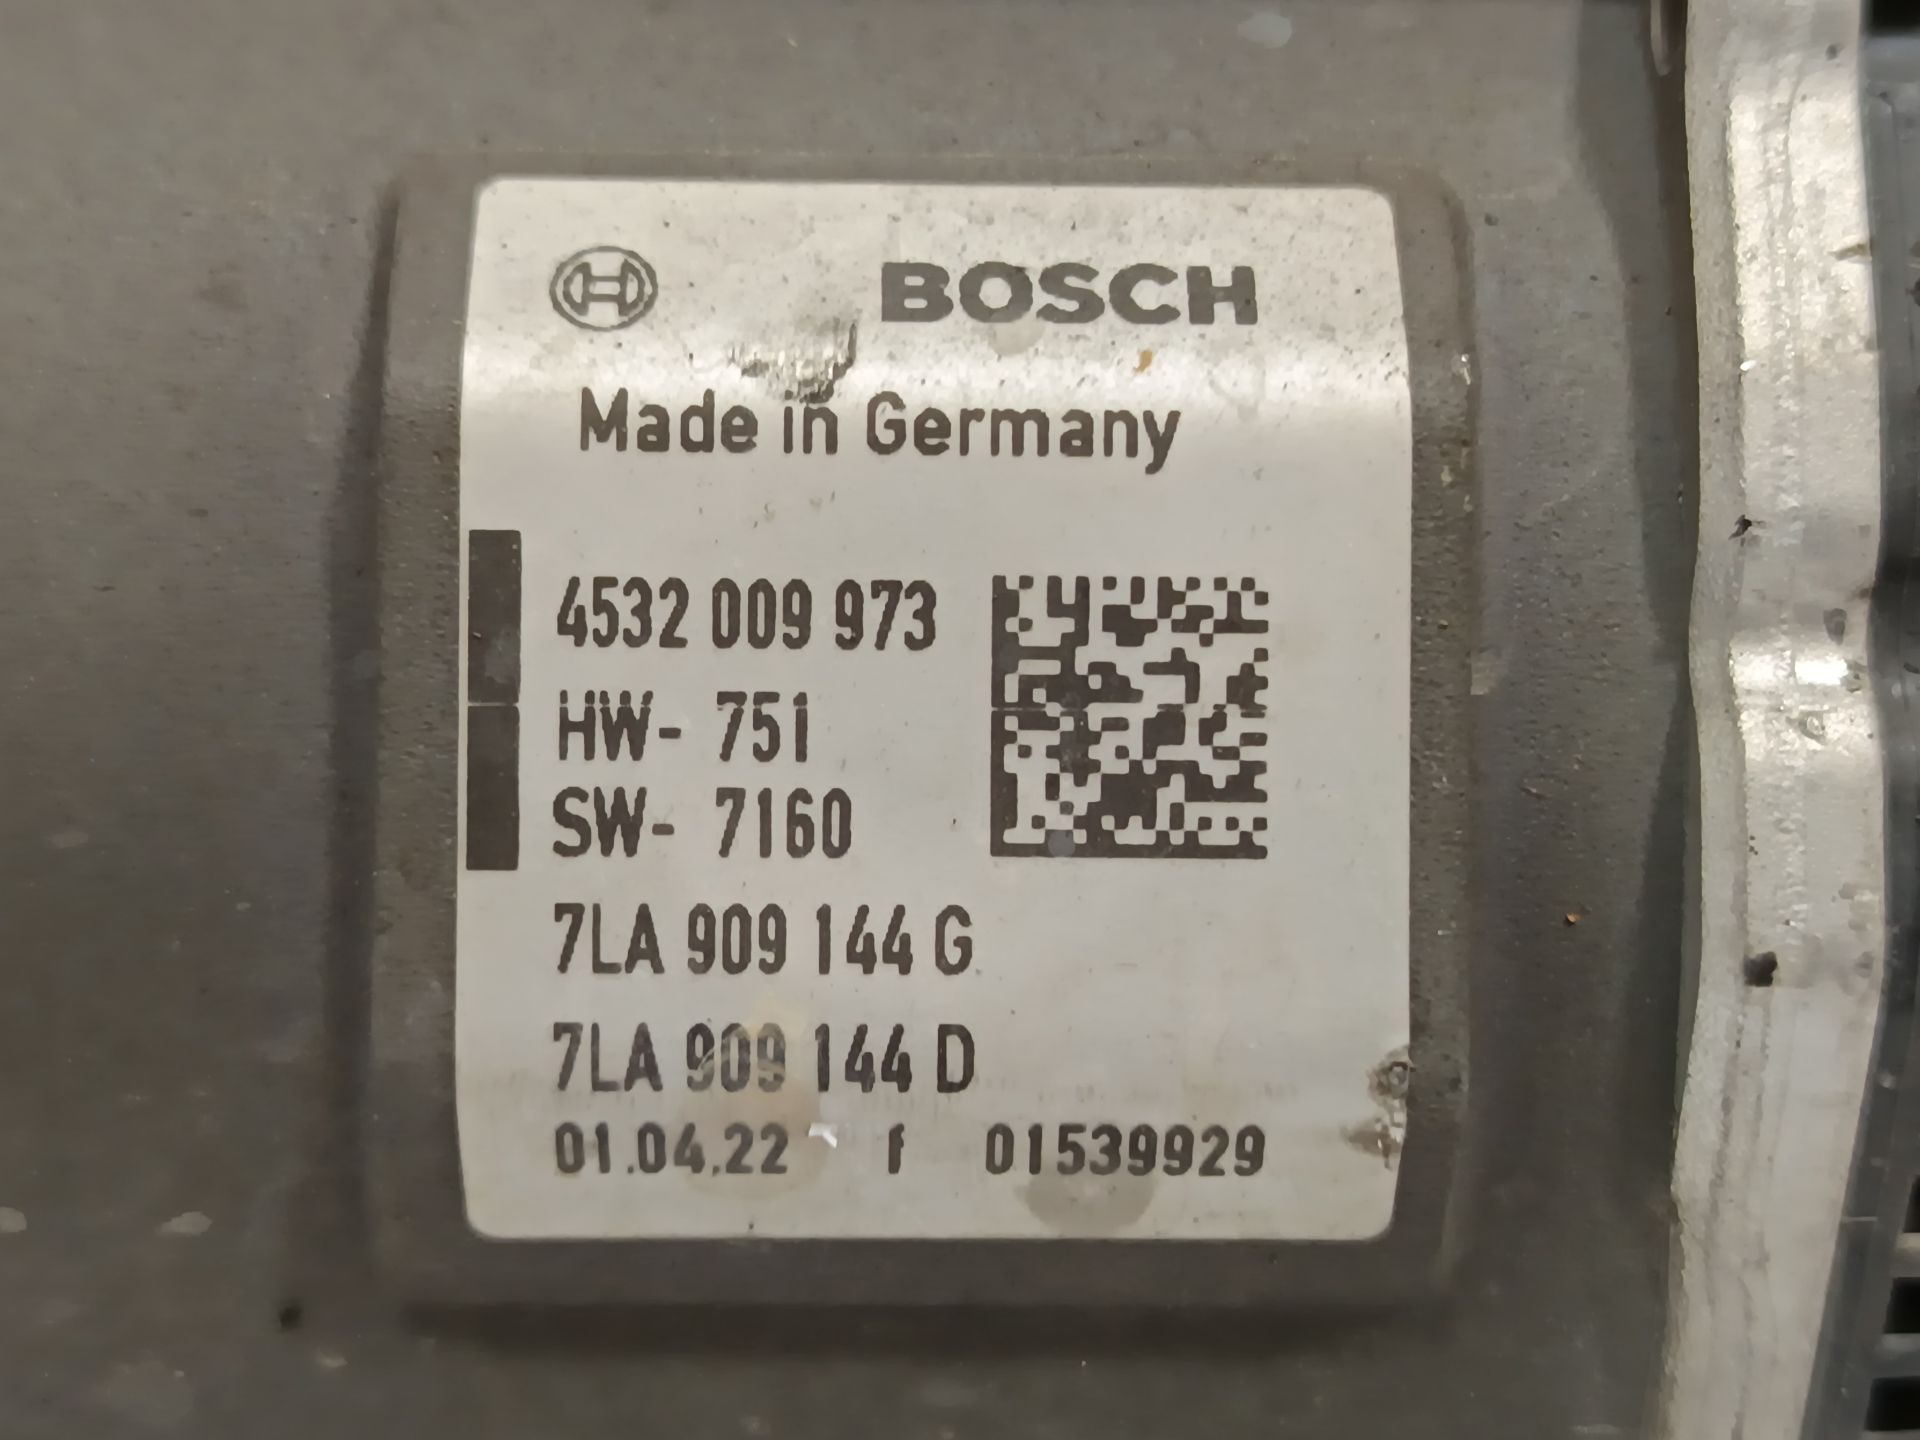 BOSCH
Made in Germany
4532 009 973
HW- 751
SW- 7160
7LA 909 144 G
7LA 909 144 D
01.04.22 f 01539929